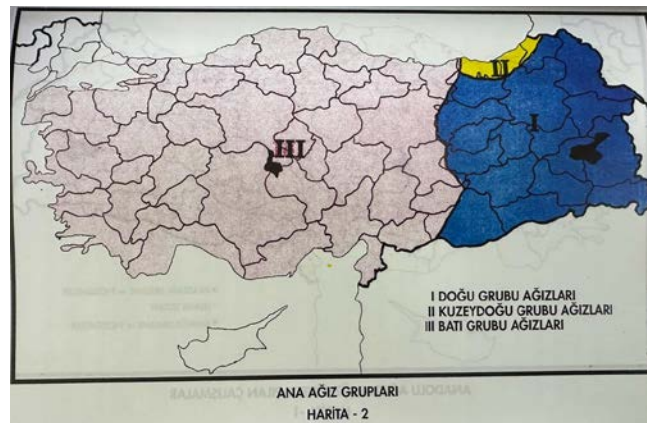 II
I
III
I DOĞU GRUBU AĞIZLARI
II KUZEYDOĞU GRUBU AĞIZLARI
III BATI GRUBU AĞIZLARI
ANA AĞIZ GRUPLARI
HARİTA - 2